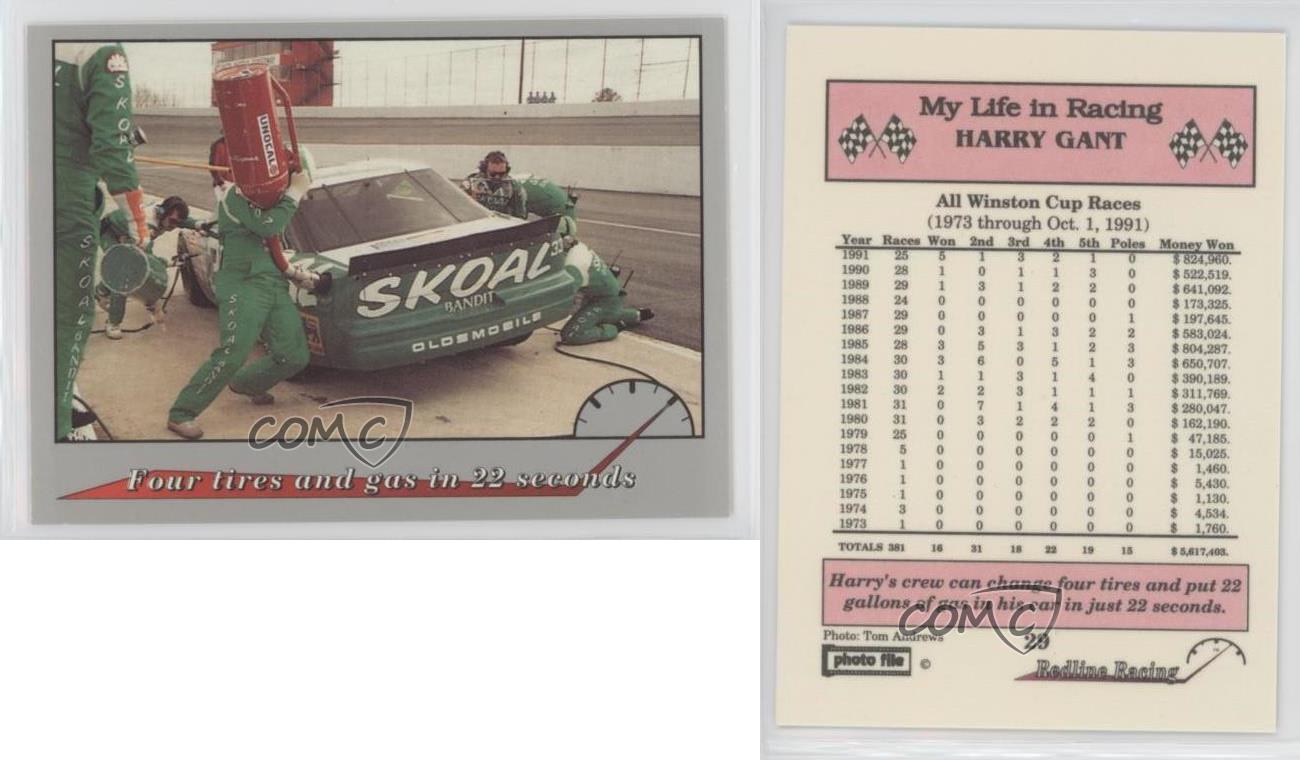 SKOAL
UNOCAL
SKOAL BANDIT
SKOAL
SKOAL
BANDIT
OLDSMOBILE
COMC
Four tires and gas in 22 seconds
My Life in Racing
HARRY GANT
All Winston Cup Races
(1973 through Oct. 1, 1991)
Year Races Won 2nd 3rd 4th 5th Poles Money Won
1991 25 5 1 3 2 1 0 $ 824,960.
1990 28 1 0 1 1 3 0 $ 522,519.
1989 29 1 3 1 2 2 0 $ 641,092.
1988 24 0 0 0 0 0 0 $ 173,325.
1987 29 0 0 0 0 0 1 $ 197,645.
1986 29 0 3 1 3 2 2 $ 583,024.
1985 28 3 5 3 1 2 3 $ 804,287.
1984 30 3 6 0 5 1 3 $ 650,707.
1983 30 1 1 3 1 4 0 $ 390,189.
1982 30 2 2 3 1 1 1 $ 311,769.
1981 31 0 7 1 4 1 3 $ 280,047.
1980 31 0 3 2 2 2 0 $ 162,190.
1979 25 0 0 0 0 0 1 $ 47,185.
1978 5 0 0 0 0 0 0 $ 15,025.
1977 1 0 0 0 0 0 0 $ 1,460.
1976 1 0 0 0 0 0 0 $ 5,430.
1975 1 0 0 0 0 0 0 $ 1,130.
1974 3 0 0 0 0 0 0 $ 4,534.
1973 1 0 0 0 0 0 0 $ 1,760.
TOTALS 381 16 31 18 22 19 15 $ 5,617,403.
Harry's crew can change four tires and put 22
gallons of gas in his car in just 22 seconds.
COMC
Photo: Tom Andrews
29
photo file ©
Redline Racing